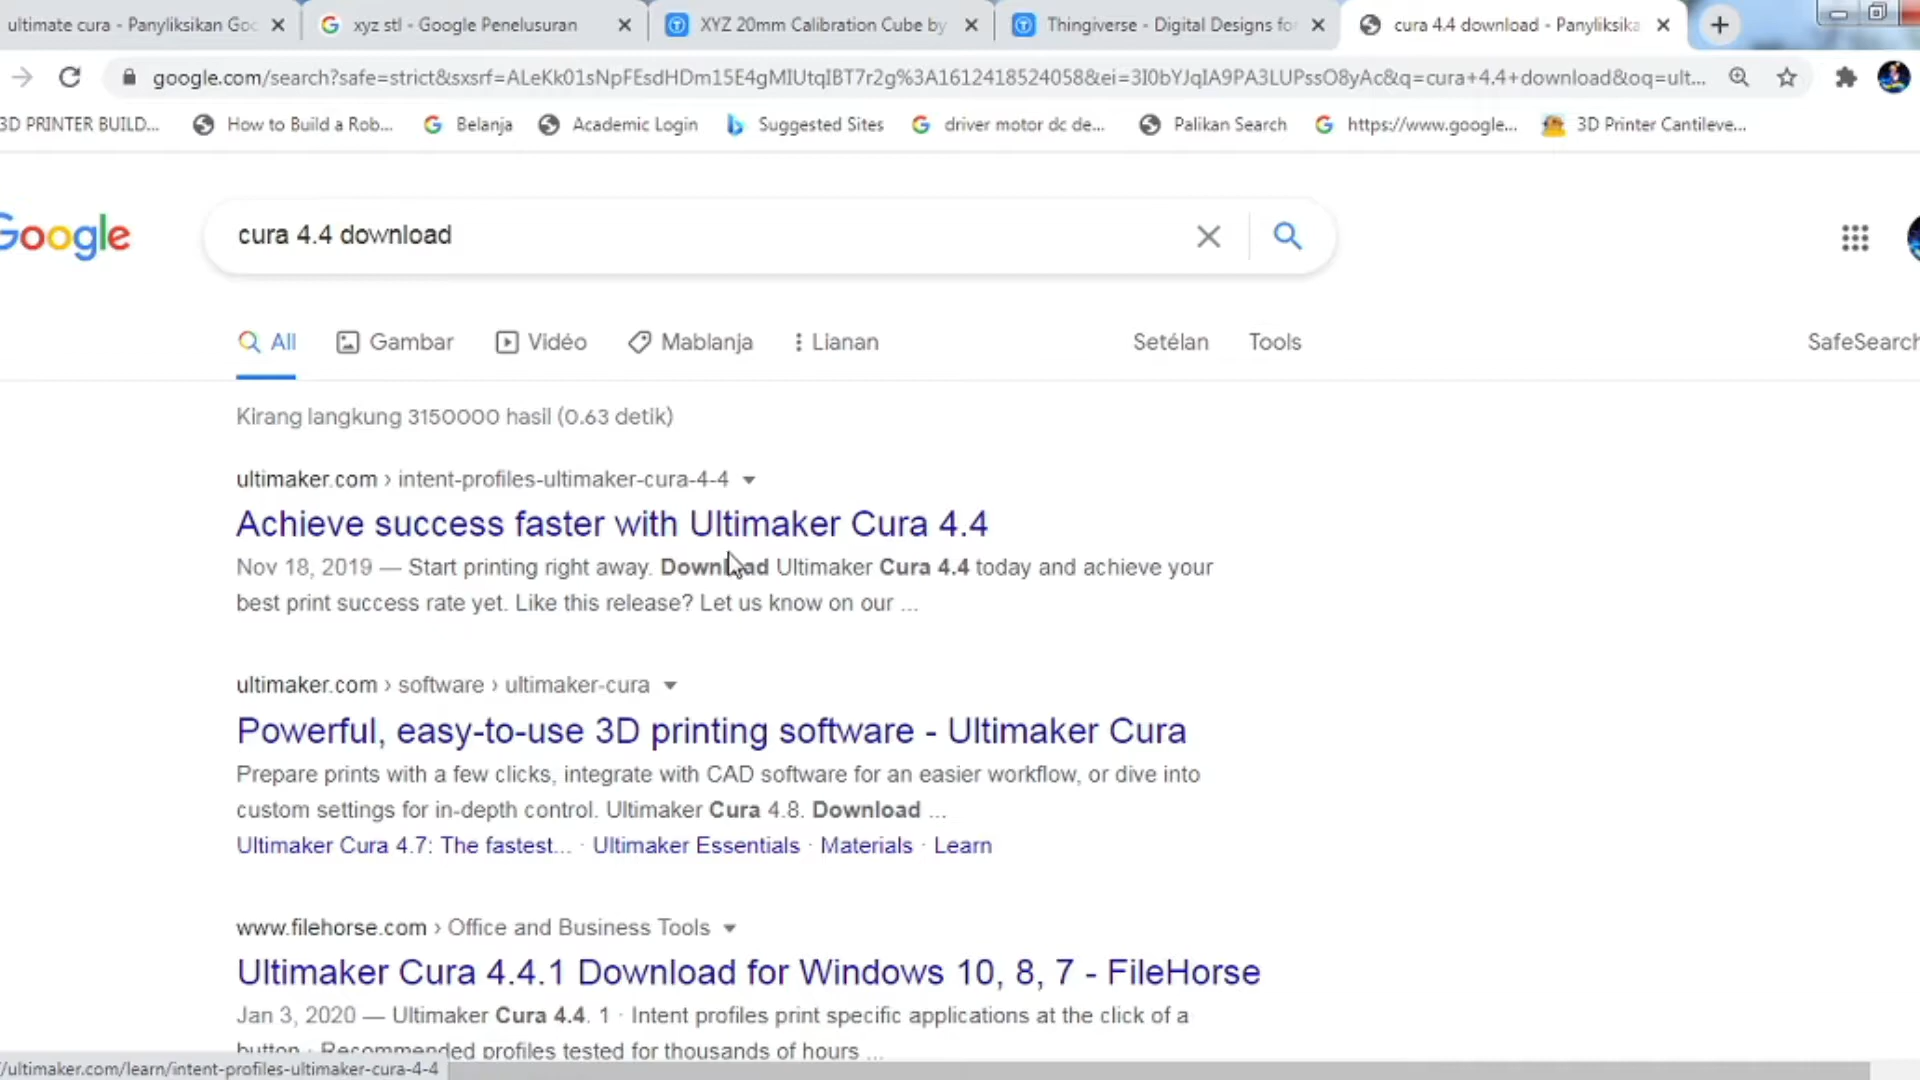 ultimate cura - Panyliksikan Goo
xyz stl - Google Penelusuran
XYZ 20mm Calibration Cube by
Thingiverse - Digital Designs for
cura 4.4 download - Panyliksika
google.com/search?safe=strict&sxsrf=ALeKk01sNpFEsdHDm15E4gMIUtqIBT7r2g%3A1612418524058&ei=3I0bYJqIA9PA3LUPssO8yAc&q=cura+4.4+download&oq=ult...
3D PRINTER BUILD...
How to Build a Rob...
Belanja
Academic Login
Suggested Sites
driver motor dc de...
Palikan Search
https://www.google...
3D Printer Cantileve...
Google
cura 4.4 download
All
Gambar
Vidéo
Mablanja
Lianan
Setélan
Tools
SafeSearch
Kirang langkung 3150000 hasil (0.63 detik)
ultimaker.com › intent-profiles-ultimaker-cura-4-4
Achieve success faster with Ultimaker Cura 4.4
Nov 18, 2019 — Start printing right away. Download Ultimaker Cura 4.4 today and achieve your
best print success rate yet. Like this release? Let us know on our ...
ultimaker.com › software › ultimaker-cura
Powerful, easy-to-use 3D printing software - Ultimaker Cura
Prepare prints with a few clicks, integrate with CAD software for an easier workflow, or dive into
custom settings for in-depth control. Ultimaker Cura 4.8. Download ...
Ultimaker Cura 4.7: The fastest... · Ultimaker Essentials · Materials · Learn
www.filehorse.com › Office and Business Tools
Ultimaker Cura 4.4.1 Download for Windows 10, 8, 7 - FileHorse
Jan 3, 2020 — Ultimaker Cura 4.4. 1 · Intent profiles print specific applications at the click of a
button · Recommended profiles tested for thousands of hours ...
/ultimaker.com/learn/intent-profiles-ultimaker-cura-4-4